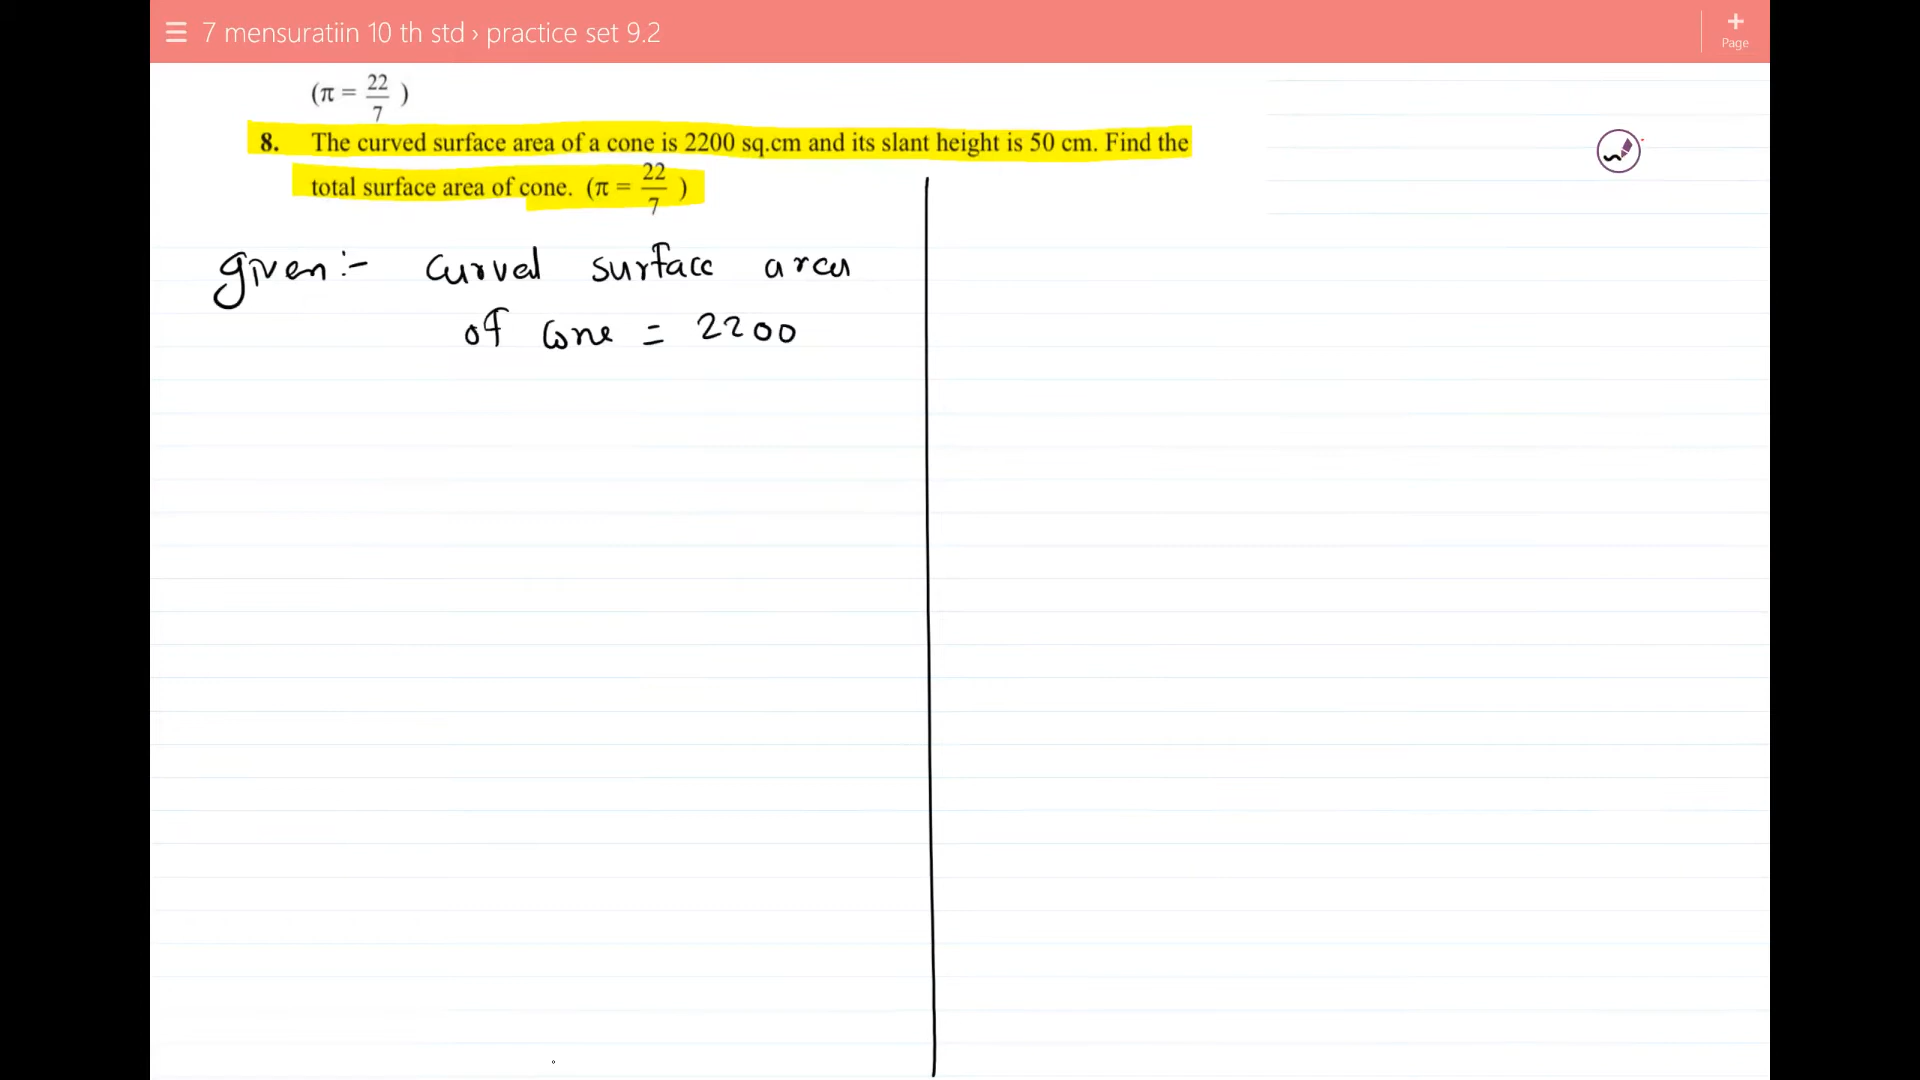 7 mensuratiin 10 th std › practice set 9.2
Page
(π = 22/7 )
8. The curved surface area of a cone is 2200 sq.cm and its slant height is 50 cm. Find the
total surface area of cone. (π = 22/7 )
given:- curved surface area
of cone = 2200